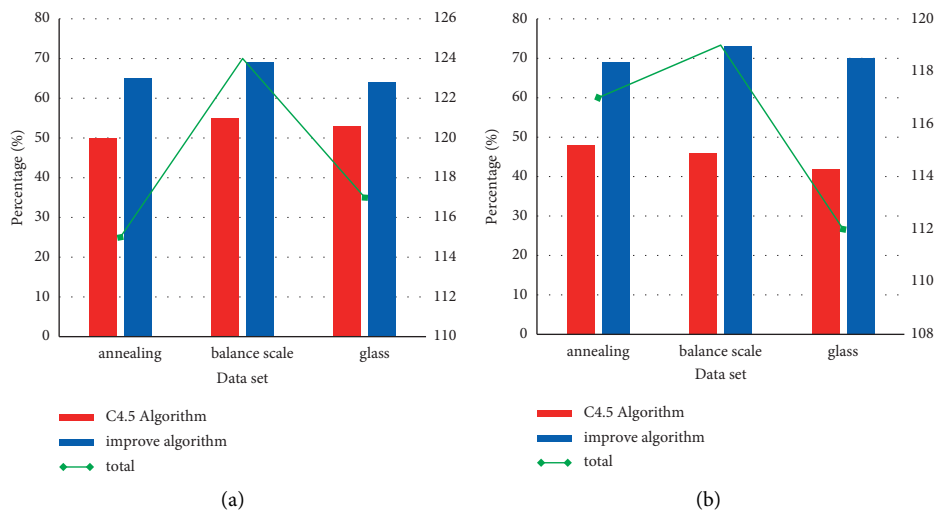 80
70
60
50
40
30
20
10
0
Percentage (%)
126
124
122
120
118
116
114
112
110
annealing balance scale glass
Data set
C4.5 Algorithm
improve algorithm
total
(a)
80
70
60
50
40
30
20
10
0
Percentage (%)
120
118
116
114
112
110
108
annealing balance scale glass
Data set
C4.5 Algorithm
improve algorithm
total
(b)